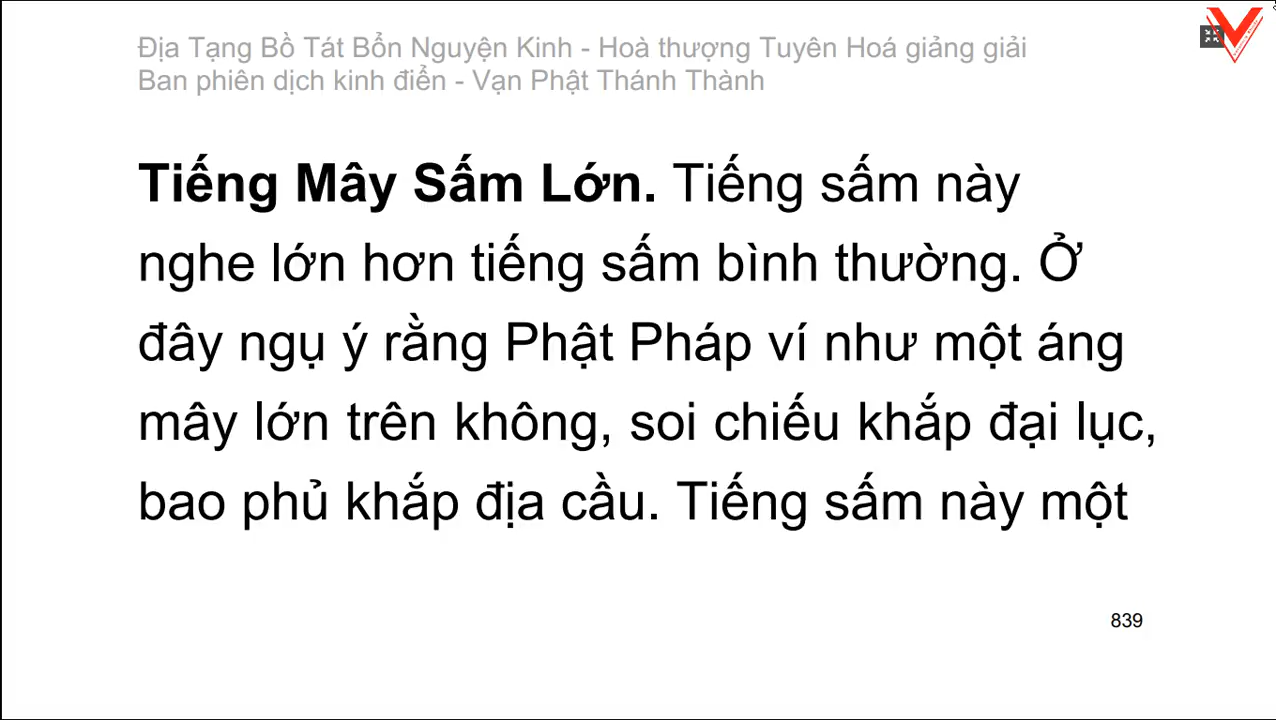 Địa Tạng Bồ Tát Bổn Nguyện Kinh - Hoà thượng Tuyên Hoá giảng giải
Ban phiên dịch kinh điển - Vạn Phật Thánh Thành
Tiếng Mây Sấm Lớn. Tiếng sấm này
nghe lớn hơn tiếng sấm bình thường. Ở
đây ngụ ý rằng Phật Pháp ví như một áng
mây lớn trên không, soi chiếu khắp đại lục,
bao phủ khắp địa cầu. Tiếng sấm này một
839